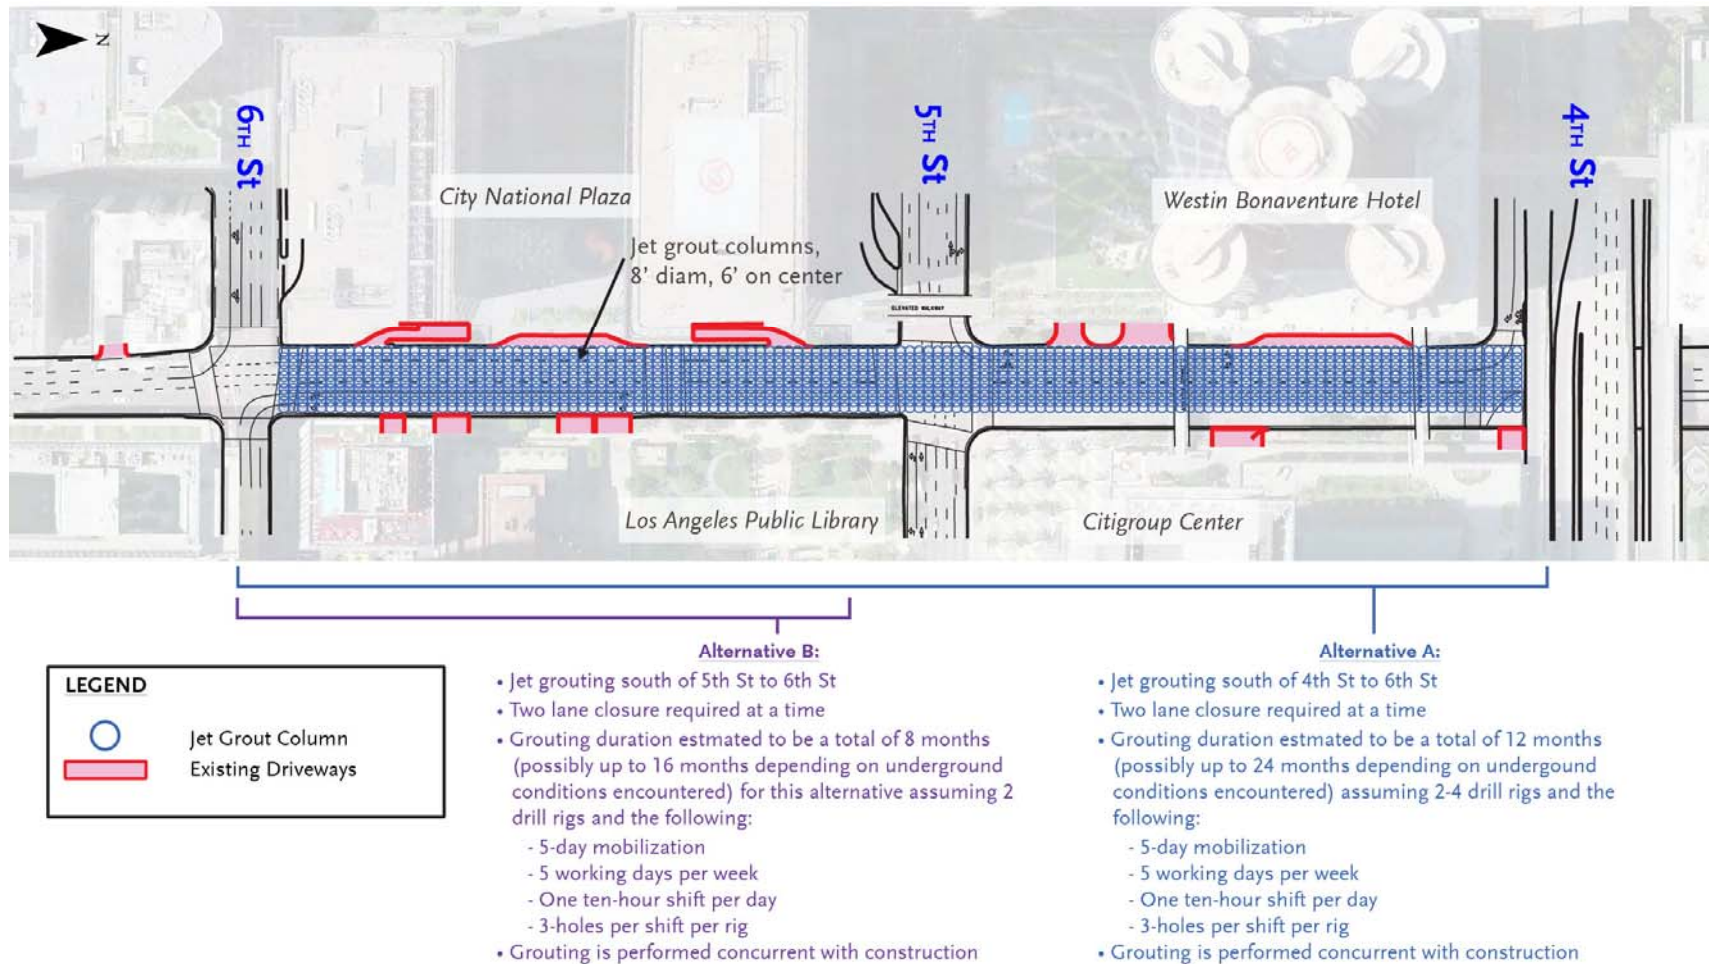 N
6TH St
5TH St
4TH St
City National Plaza
Westin Bonaventure Hotel
Jet grout columns,
8' diam, 6' on center
ELEVATED WALKWAY
Los Angeles Public Library
Citigroup Center
LEGEND
Jet Grout Column
Existing Driveways
Alternative B:
• Jet grouting south of 5th St to 6th St
• Two lane closure required at a time
• Grouting duration estmated to be a total of 8 months
(possibly up to 16 months depending on underground
conditions encountered) for this alternative assuming 2
drill rigs and the following:
- 5-day mobilization
- 5 working days per week
- One ten-hour shift per day
- 3-holes per shift per rig
• Grouting is performed concurrent with construction
Alternative A:
• Jet grouting south of 4th St to 6th St
• Two lane closure required at a time
• Grouting duration estmated to be a total of 12 months
(possibly up to 24 months depending on undergound
conditions encountered) assuming 2-4 drill rigs and the
following:
- 5-day mobilization
- 5 working days per week
- One ten-hour shift per day
- 3-holes per shift per rig
• Grouting is performed concurrent with construction